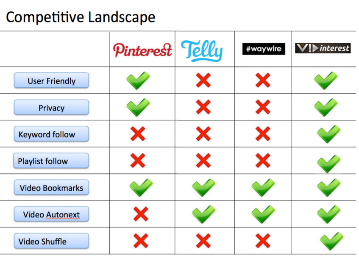 Competitive Landscape
Pinterest Telly #waywire VIDinterest
User Friendly
Privacy
Keyword follow
Playlist follow
Video Bookmarks
Video Autonext
Video Shuffle